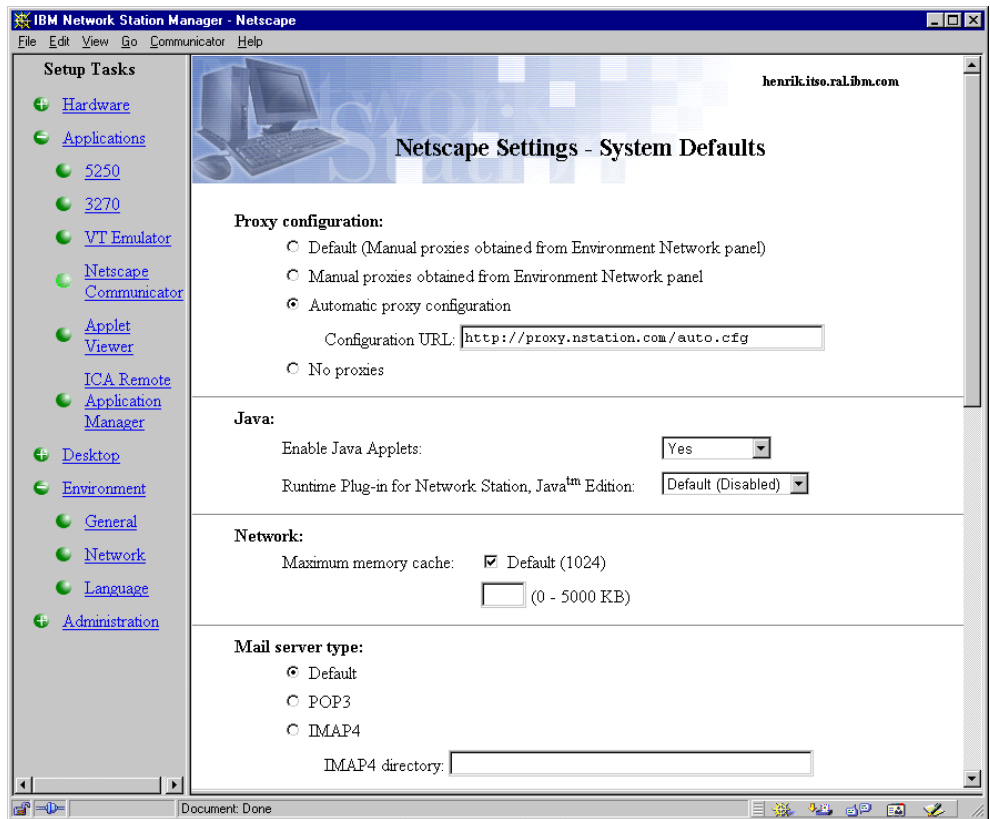 IBM Network Station Manager - Netscape
File Edit View Go Communicator Help
Setup Tasks
Hardware
Applications
5250
3270
VT Emulator
Netscape
Communicator
Applet
Viewer
ICA Remote
Application
Manager
Desktop
Environment
General
Network
Language
Administration
Network
Station
henrik.itso.ral.ibm.com
Netscape Settings - System Defaults
Proxy configuration:
Default (Manual proxies obtained from Environment Network panel)
Manual proxies obtained from Environment Network panel
Automatic proxy configuration
Configuration URL: http://proxy.nstation.com/auto.cfg
No proxies
Java:
Enable Java Applets: Yes
Runtime Plug-in for Network Station, Java™ Edition: Default (Disabled)
Network:
Maximum memory cache: Default (1024)
(0 - 5000 KB)
Mail server type:
Default
POP3
IMAP4
IMAP4 directory:
Document: Done